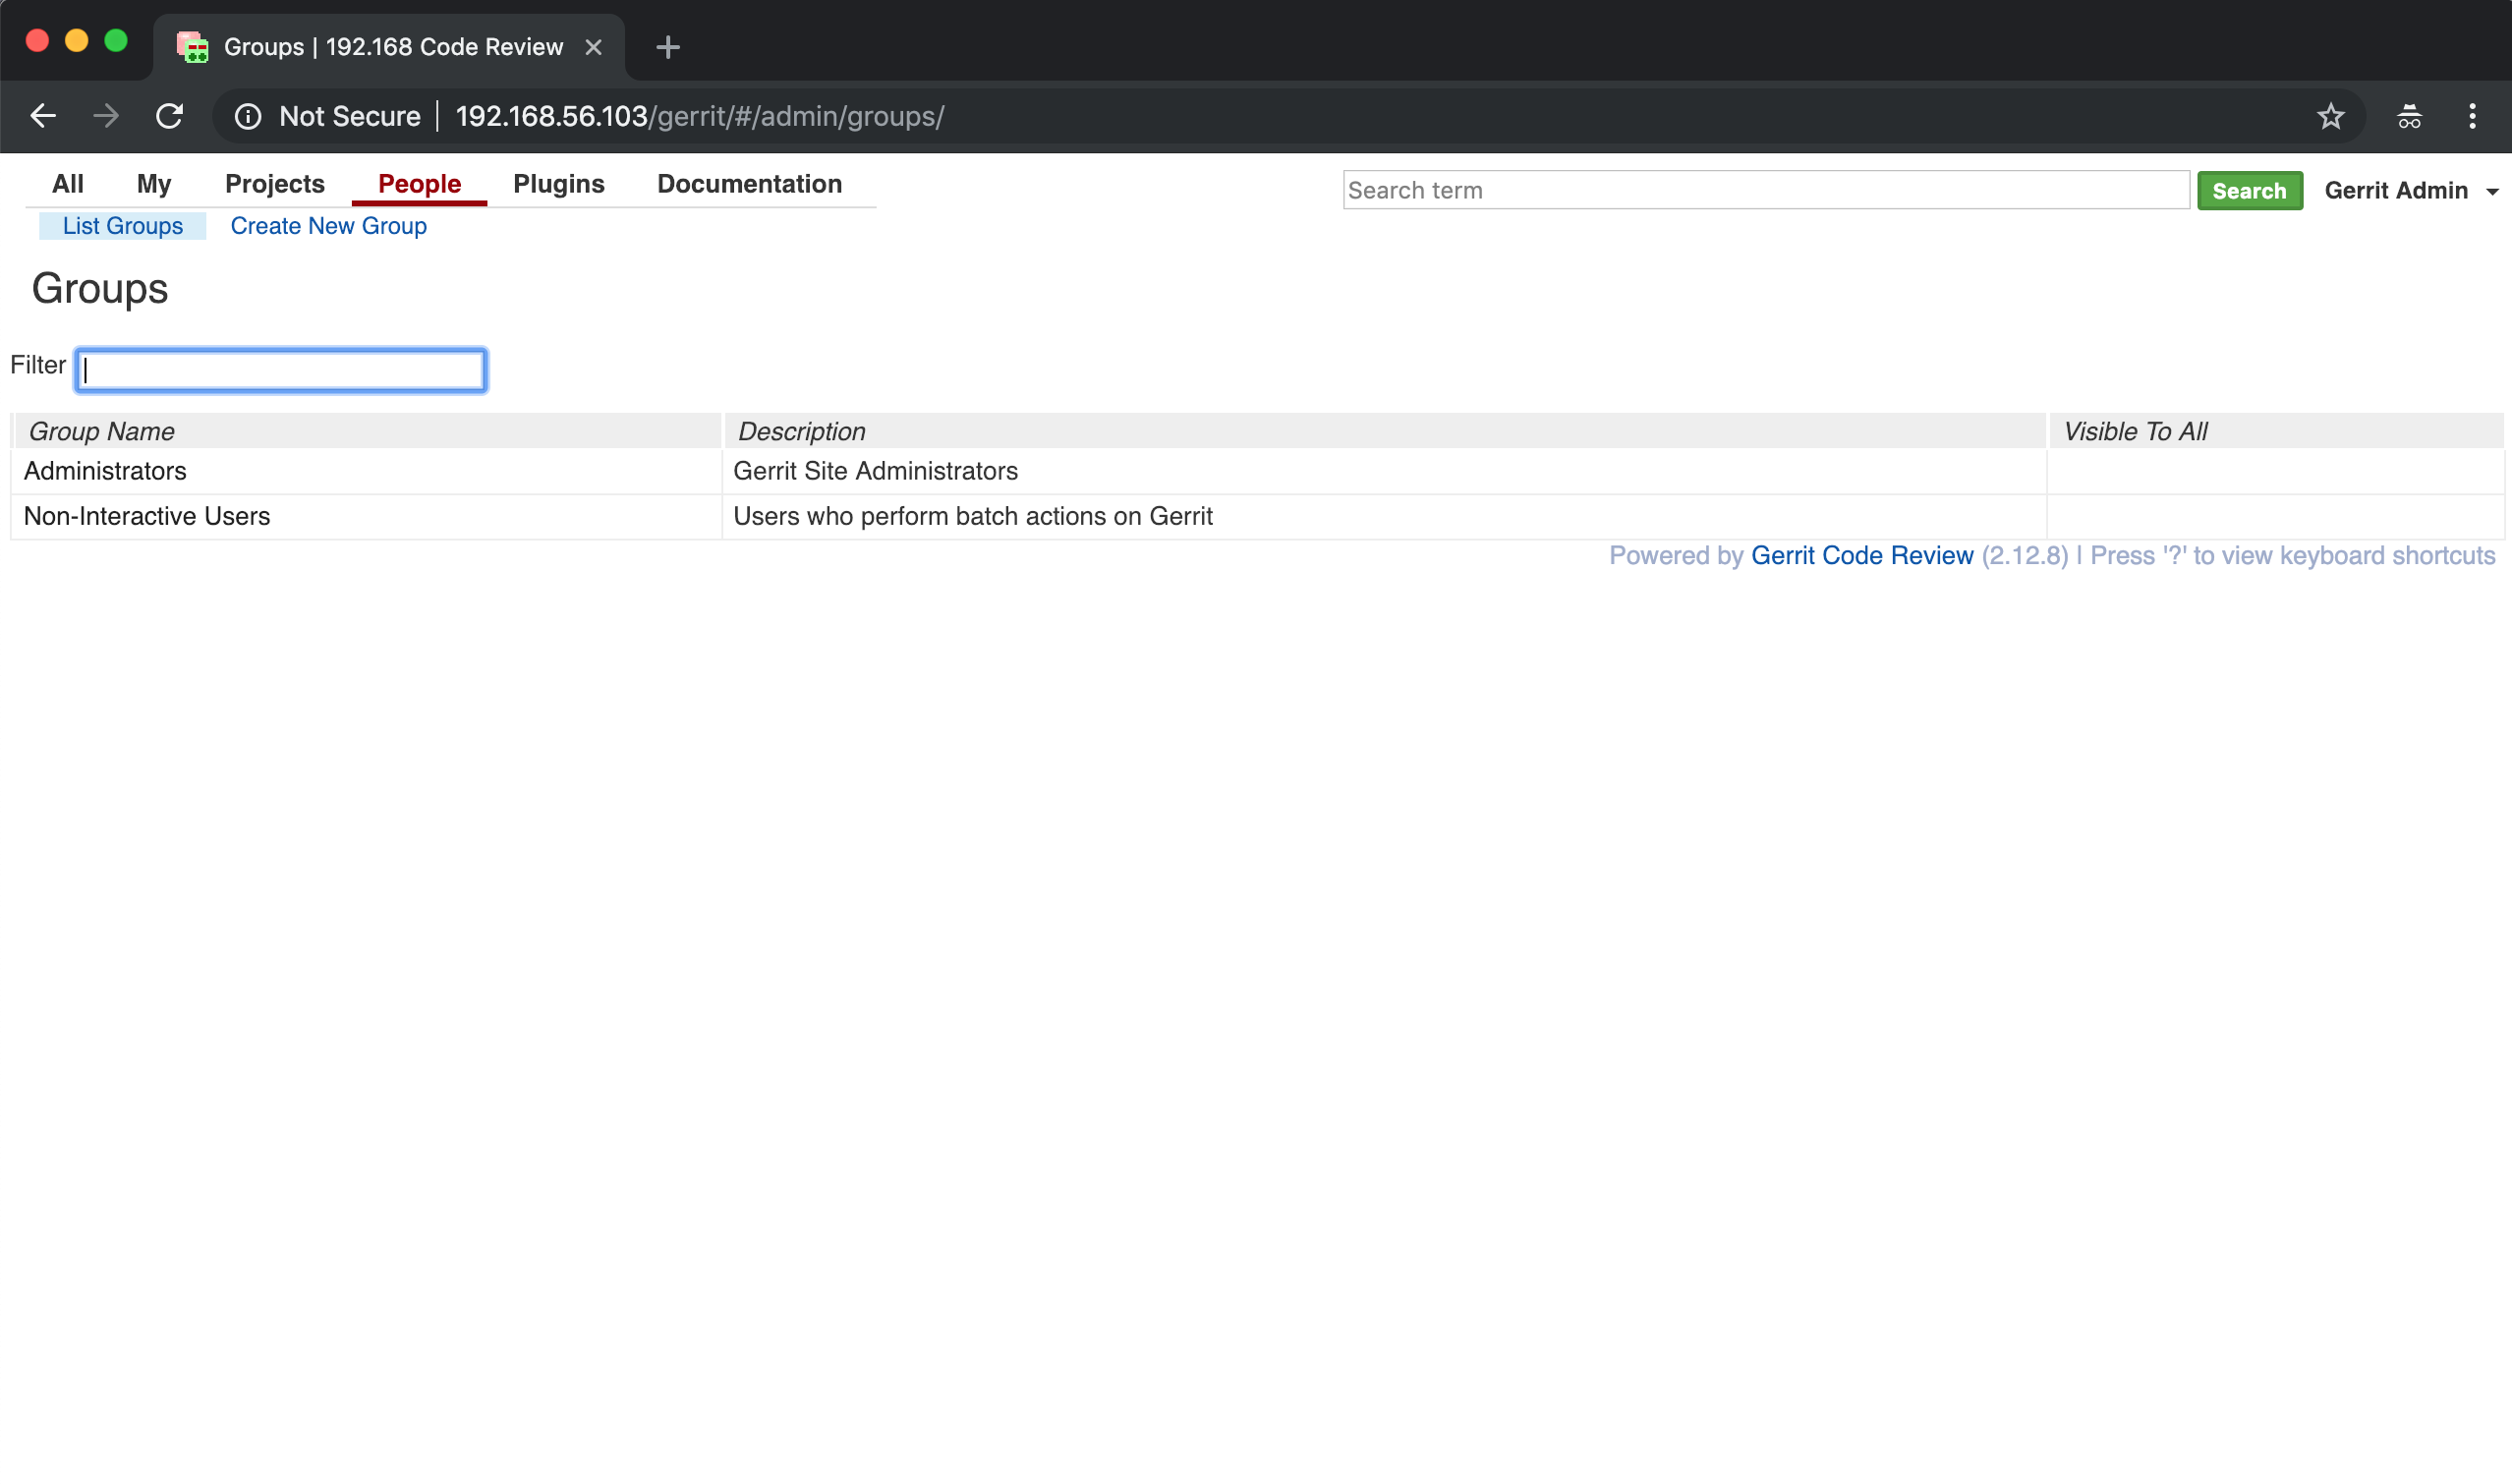 Groups | 192.168 Code Review
Not Secure | 192.168.56.103/gerrit/#/admin/groups/
All My Projects People Plugins Documentation Search term Search Gerrit Admin
List Groups Create New Group
Groups
Filter
Group Name Description Visible To All
Administrators Gerrit Site Administrators
Non-Interactive Users Users who perform batch actions on Gerrit
Powered by Gerrit Code Review (2.12.8) | Press '?' to view keyboard shortcuts